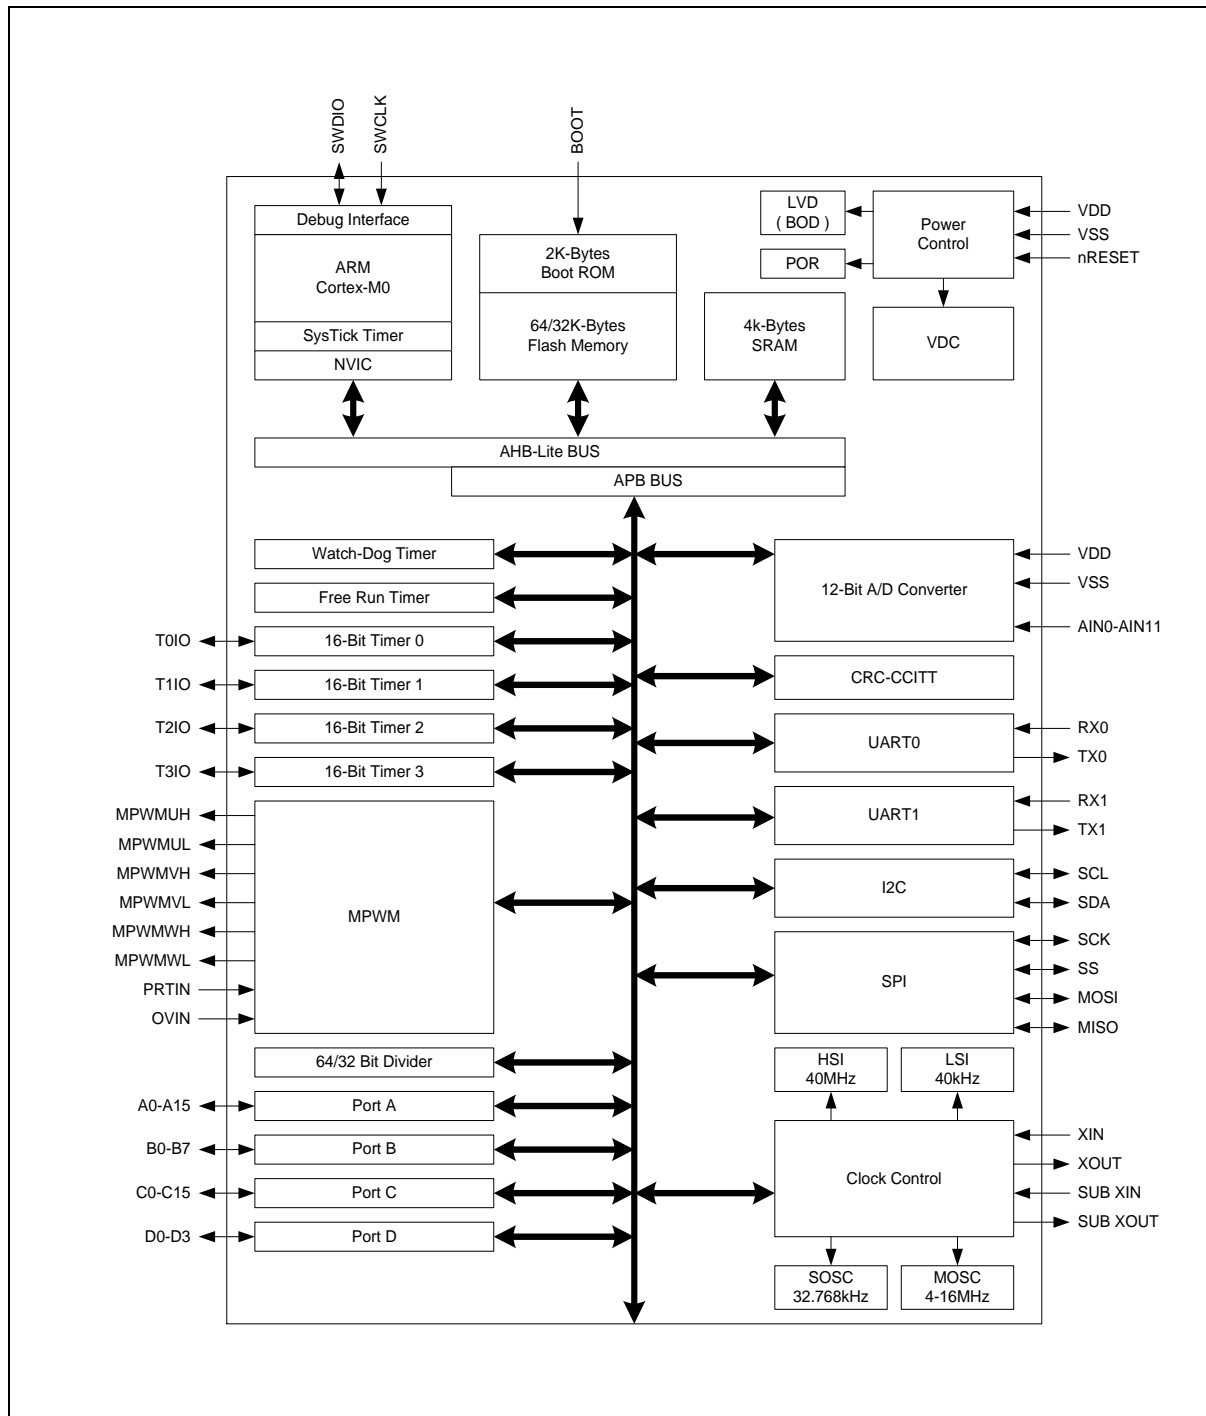 SWDIO
SWCLK
BOOT
Debug Interface
ARM
Cortex-M0
SysTick Timer
NVIC
2K-Bytes
Boot ROM
64/32K-Bytes
Flash Memory
4k-Bytes
SRAM
LVD
( BOD )
POR
Power
Control
VDC
VDD
VSS
nRESET
AHB-Lite BUS
APB BUS
Watch-Dog Timer
Free Run Timer
T0IO
16-Bit Timer 0
T1IO
16-Bit Timer 1
T2IO
16-Bit Timer 2
T3IO
16-Bit Timer 3
MPWMUH
MPWMUL
MPWMVH
MPWMVL
MPWMWH
MPWMWL
PRTIN
OVIN
MPWM
64/32 Bit Divider
A0-A15
Port A
B0-B7
Port B
C0-C15
Port C
D0-D3
Port D
12-Bit A/D Converter
VDD
VSS
AIN0-AIN11
CRC-CCITT
UART0
RX0
TX0
UART1
RX1
TX1
I2C
SCL
SDA
SPI
SCK
SS
MOSI
MISO
HSI
40MHz
LSI
40kHz
Clock Control
XIN
XOUT
SUB XIN
SUB XOUT
SOSC
32.768kHz
MOSC
4-16MHz